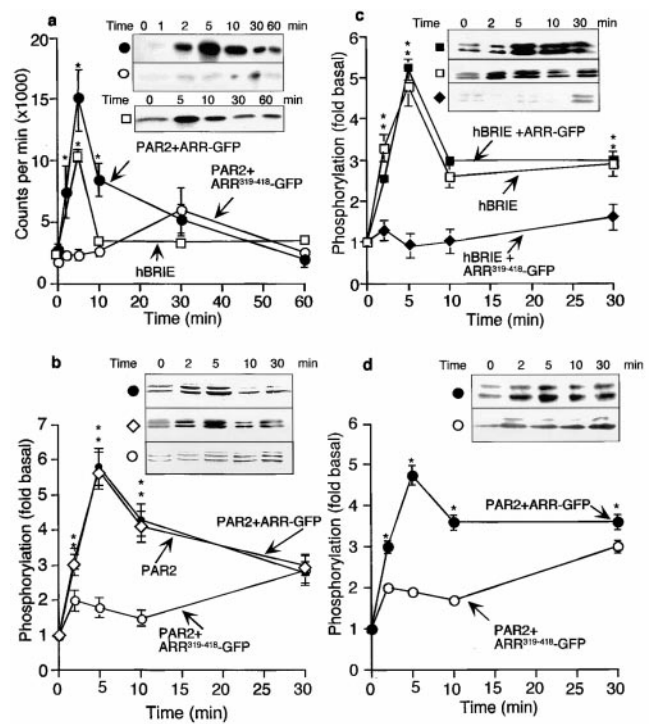 a
Time 0 1 2 5 10 30 60 min
Time 0 5 10 30 60 min
20
15
10
5
0
Counts per min (x1000)
*
*
*
*
PAR2+ARR-GFP
PAR2+
ARR319-418-GFP
hBRIE
0 10 20 30 40 50 60
Time (min)
c
Time 0 2 5 10 30 min
6
5
4
3
2
1
0
Phosphorylation (fold basal)
* *
* *
* *
hBRIE +ARR-GFP
hBRIE
hBRIE +
ARR319-418-GFP
0 5 10 15 20 25 30
Time (min)
b
Time 0 2 5 10 30 min
7
6
5
4
3
2
1
0
Phosphorylation (fold basal)
* *
* *
* *
PAR2+ARR-GFP
PAR2
PAR2+
ARR319-418-GFP
0 5 10 15 20 25 30
Time (min)
d
Time 0 2 5 10 30 min
6
5
4
3
2
1
0
Phosphorylation (fold basal)
*
*
*
*
PAR2+ARR-GFP
PAR2+
ARR319-418-GFP
0 5 10 15 20 25 30
Time (min)